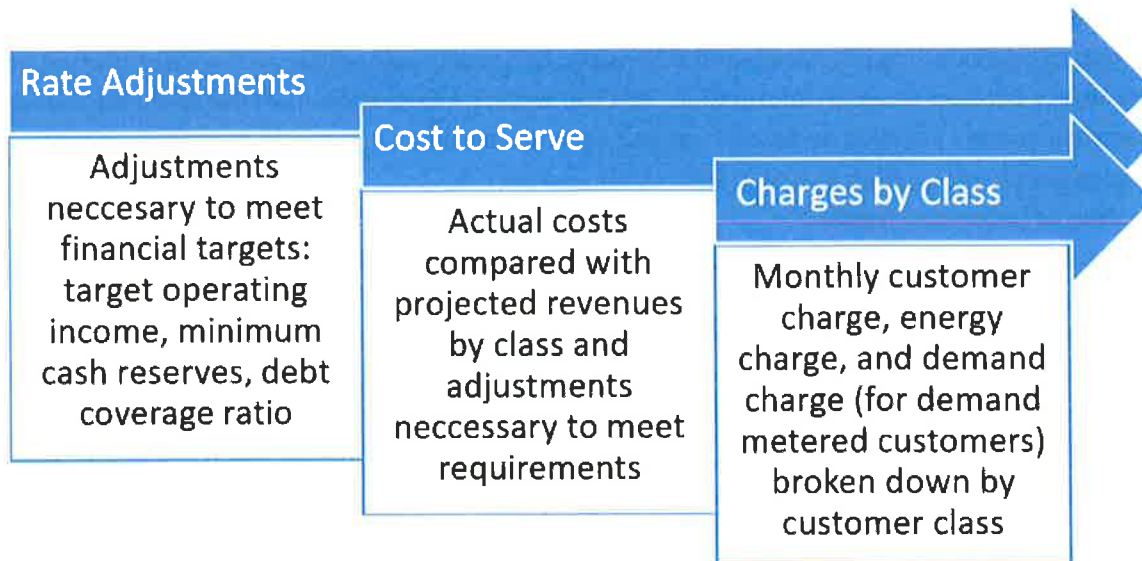 Rate Adjustments
Adjustments
neccesary to meet
financial targets:
target operating
income, minimum
cash reserves, debt
coverage ratio
Cost to Serve
Actual costs
compared with
projected revenues
by class and
adjustments
neccessary to meet
requirements
Charges by Class
Monthly customer
charge, energy
charge, and demand
charge (for demand
metered customers)
broken down by
customer class